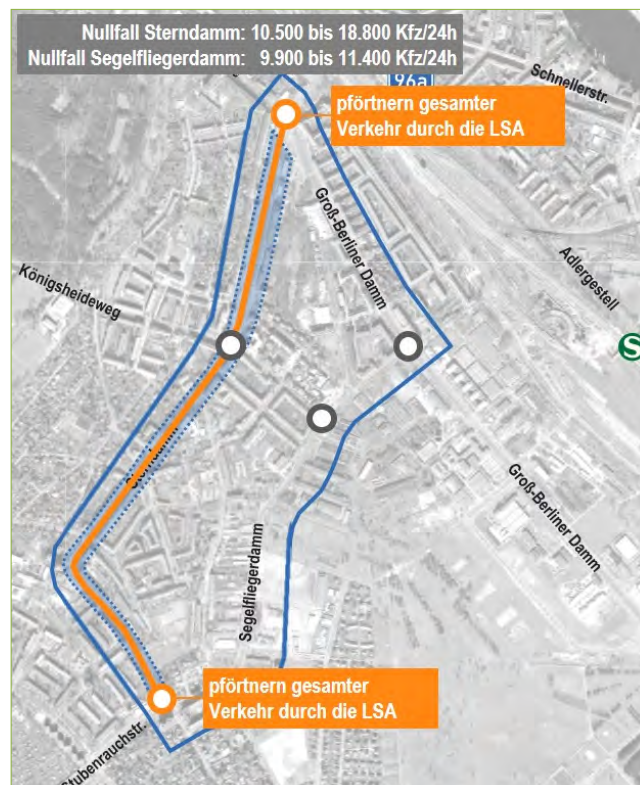 Nullfall Sterndamm: 10.500 bis 18.800 Kfz/24h
Nullfall Segelfliegerdamm: 9.900 bis 11.400 Kfz/24h
96a
Schnellerstr.
pförtnern gesamter
Verkehr durch die LSA
Groß-Berliner Damm
Adlergestell
Königsheideweg
S
Groß-Berliner Damm
Segelfliegerdamm
pförtnern gesamter
Verkehr durch die LSA
Stubenrauchstr.